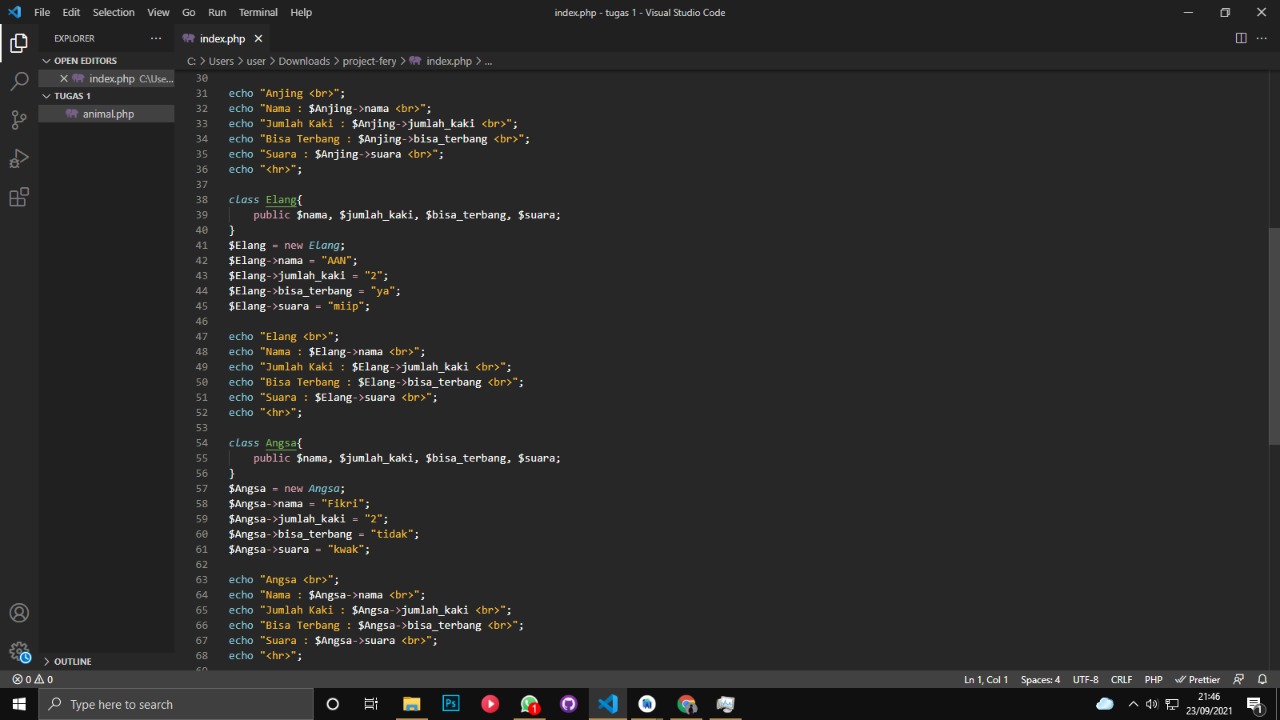 File Edit Selection View Go Run Terminal Help
index.php - tugas 1 - Visual Studio Code
EXPLORER
index.php
OPEN EDITORS
index.php C:\Use...
TUGAS 1
animal.php
C: > Users > user > Downloads > project-fery > index.php > ...
30
31 echo "Anjing <br>";
32 echo "Nama : $Anjing->nama <br>";
33 echo "Jumlah Kaki : $Anjing->jumlah_kaki <br>";
34 echo "Bisa Terbang : $Anjing->bisa_terbang <br>";
35 echo "Suara : $Anjing->suara <br>";
36 echo "<hr>";
37
38 class Elang{
39 public $nama, $jumlah_kaki, $bisa_terbang, $suara;
40 }
41 $Elang = new Elang;
42 $Elang->nama = "AAN";
43 $Elang->jumlah_kaki = "2";
44 $Elang->bisa_terbang = "ya";
45 $Elang->suara = "miip";
46
47 echo "Elang <br>";
48 echo "Nama : $Elang->nama <br>";
49 echo "Jumlah Kaki : $Elang->jumlah_kaki <br>";
50 echo "Bisa Terbang : $Elang->bisa_terbang <br>";
51 echo "Suara : $Elang->suara <br>";
52 echo "<hr>";
53
54 class Angsa{
55 public $nama, $jumlah_kaki, $bisa_terbang, $suara;
56 }
57 $Angsa = new Angsa;
58 $Angsa->nama = "Fikri";
59 $Angsa->jumlah_kaki = "2";
60 $Angsa->bisa_terbang = "tidak";
61 $Angsa->suara = "kwak";
62
63 echo "Angsa <br>";
64 echo "Nama : $Angsa->nama <br>";
65 echo "Jumlah Kaki : $Angsa->jumlah_kaki <br>";
66 echo "Bisa Terbang : $Angsa->bisa_terbang <br>";
67 echo "Suara : $Angsa->suara <br>";
68 echo "<hr>";
OUTLINE
0 0
Ln 1, Col 1 Spaces: 4 UTF-8 CRLF PHP Prettier
Type here to search
Ps
1
21:46
23/09/2021
1